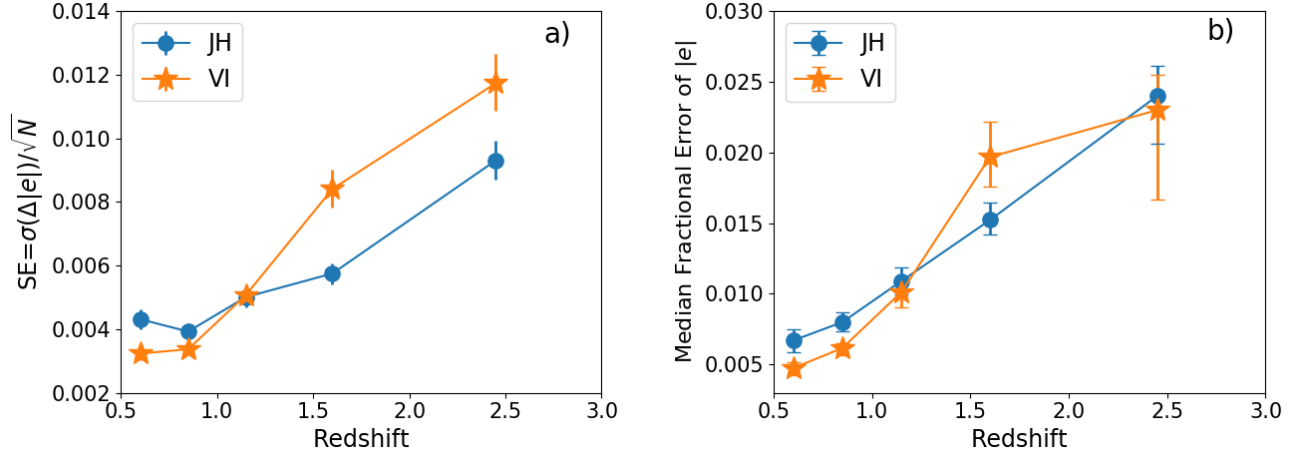 a)
JH
VI
SE=σ(Δ|e|)/√N
0.014
0.012
0.010
0.008
0.006
0.004
0.002
0.5 1.0 1.5 2.0 2.5 3.0
Redshift
b)
JH
VI
Median Fractional Error of |e|
0.030
0.025
0.020
0.015
0.010
0.005
0.5 1.0 1.5 2.0 2.5 3.0
Redshift